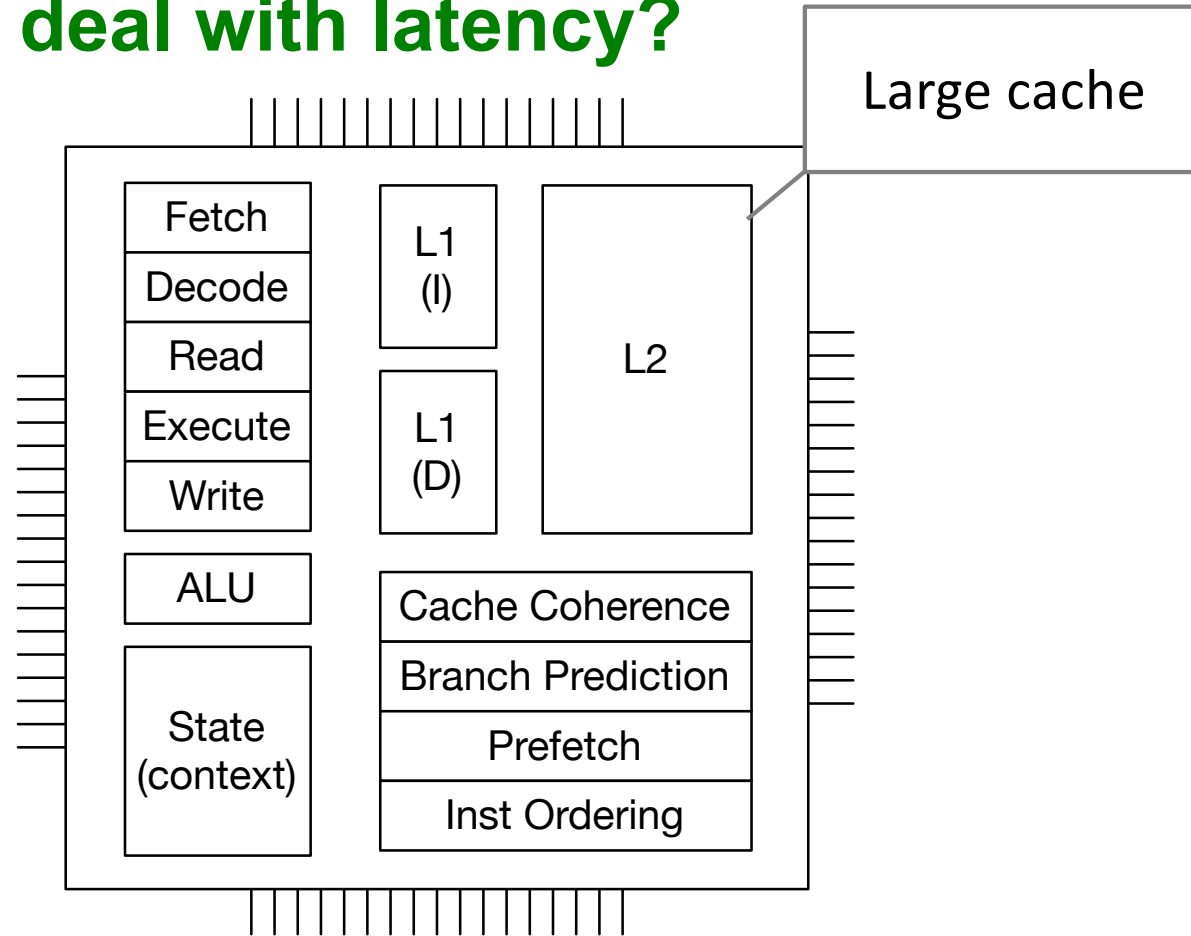 deal with latency?
Large cache
Fetch
Decode
Read
Execute
Write
ALU
State
(context)
L1
(I)
L1
(D)
L2
Cache Coherence
Branch Prediction
Prefetch
Inst Ordering